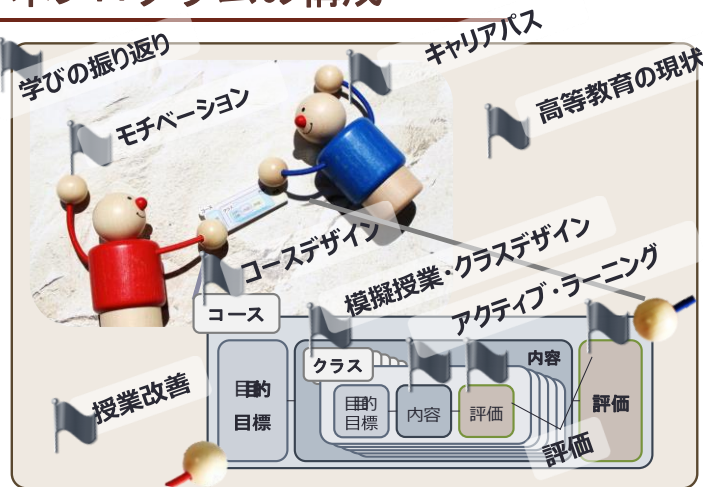 学びの振り返り
キャリアパス
高等教育の現状
モチベーション
コースデザイン
模擬授業・クラスデザイン
アクティブ・ラーニング
コース
クラス
内容
目的
目標
目的
目標
内容
評価
評価
授業改善
評価